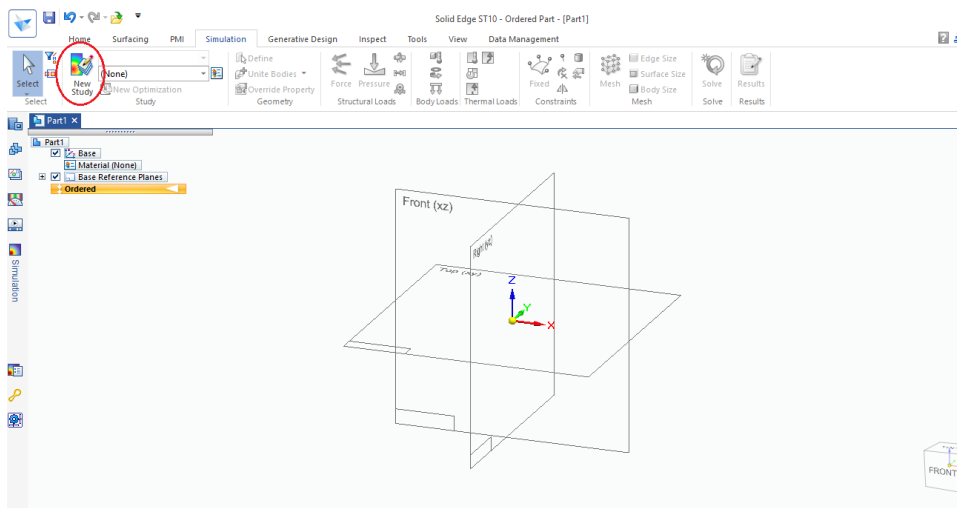 Solid Edge ST10 - Ordered Part - [Part1]
Home Surfacing PMI Simulation Generative Design Inspect Tools View Data Management
Select
New Study
(None)
New Optimization
Define
Unite Bodies
Override Property
Force Pressure
Fixed
Mesh
Edge Size
Surface Size
Body Size
Solve
Results
Select Study Geometry Structural Loads Body Loads Thermal Loads Constraints Mesh Solve Results
Part1
Part1
Base
Material (None)
Base Reference Planes
Ordered
Simulation
Front (xz)
Top (xy)
Z
Y
X
FRONT